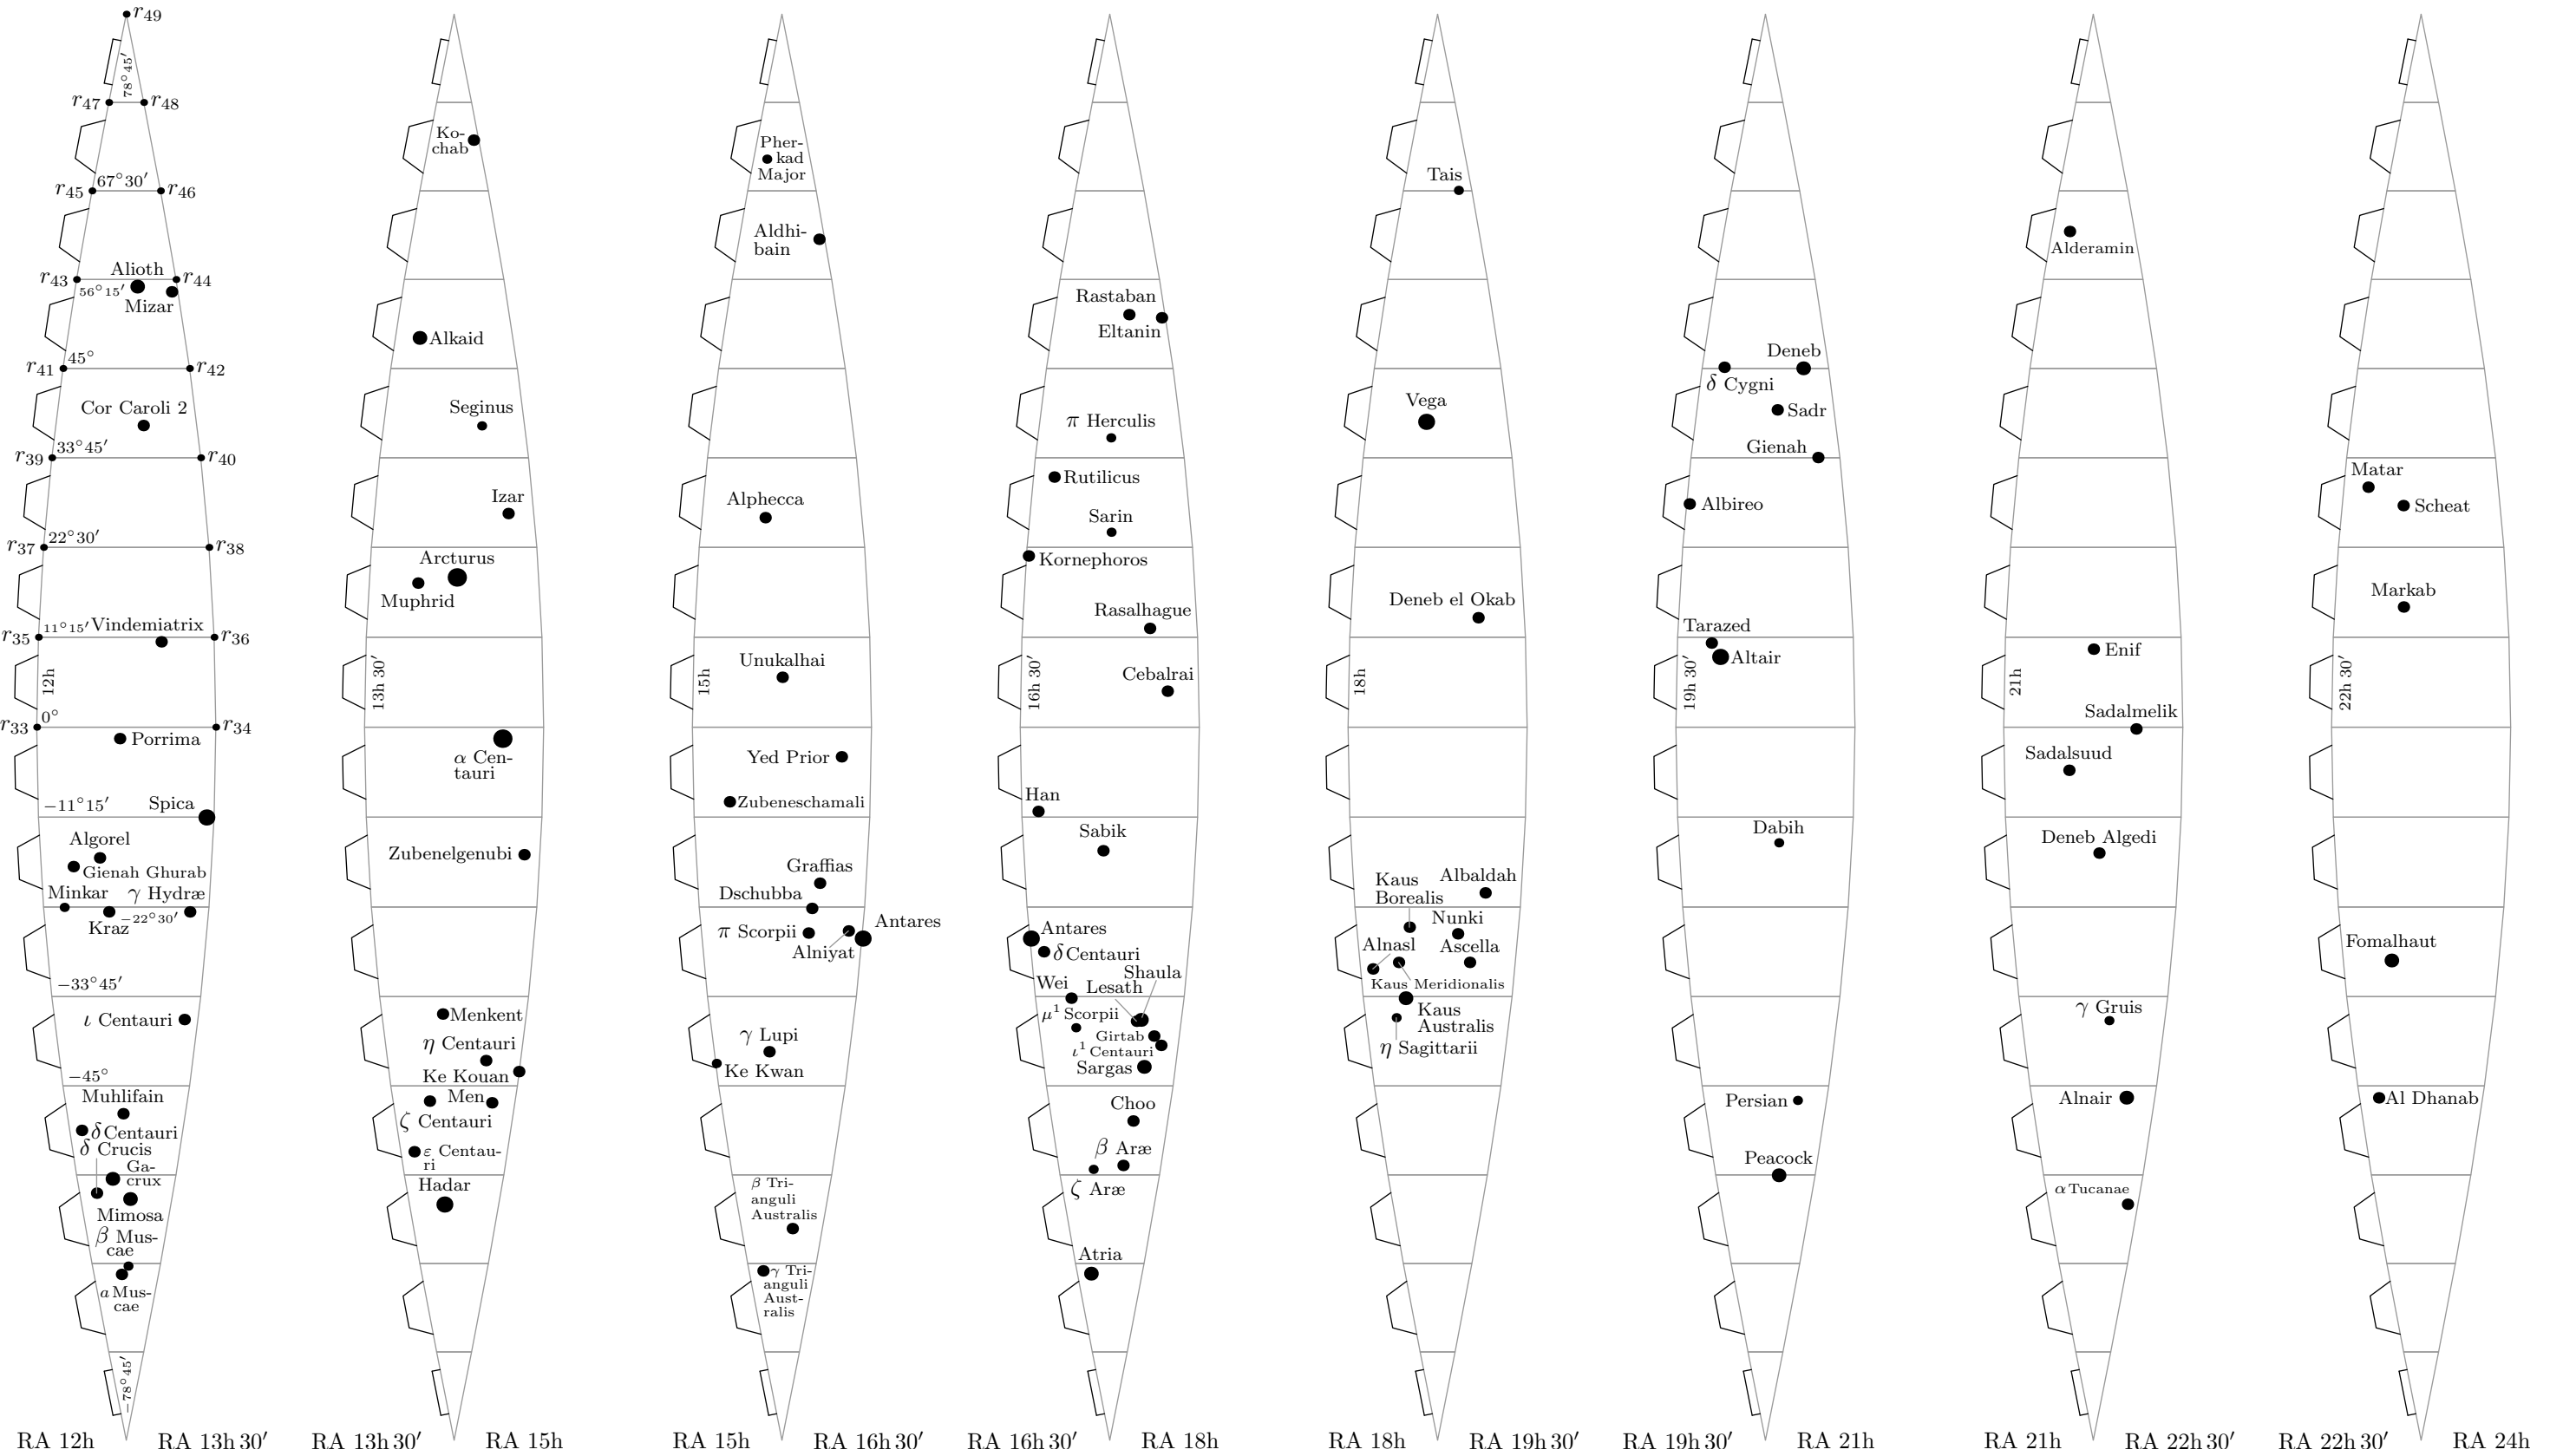 r49
78°45′
r47
r48
r45
67°30′
r46
Alioth
r43
r44
56°15′
Mizar
r41
45°
r42
Cor Caroli 2
r39
33°45′
r40
r37
22°30′
r38
r35
11°15′
Vindemiatrix
r36
12h
r33
0°
r34
Porrima
−11°15′
Spica
Algorel
Gienah Ghurab
Minkar
γ Hydræ
Kraz
−22°30′
−33°45′
ι Centauri
−45°
Muhlifain
δ Centauri
δ Crucis
Ga-
crux
Mimosa
β Mus-
cae
a Mus-
cae
−78°45′
RA 12h
RA 13h 30′
Ko-
chab
Alkaid
Seginus
Izar
Arcturus
Muphrid
13h 30′
α Cen-
tauri
Zubenelgenubi
Menkent
η Centauri
Ke Kouan
Men
ζ Centauri
ε Centau-
ri
Hadar
RA 13h 30′
RA 15h
Pher-
kad
Major
Aldhi-
bain
Alphecca
Unukalhai
15h
Yed Prior
Zubeneschamali
Graffias
Dschubba
π Scorpii
Antares
Alniyat
γ Lupi
Ke Kwan
β Tri-
anguli
Australis
γ Tri-
anguli
Aust-
ralis
RA 15h
RA 16h 30′
Rastaban
Eltanin
π Herculis
Rutilicus
Sarin
Kornephoros
Rasalhague
Cebalrai
16h 30′
Han
Sabik
Antares
δ Centauri
Shaula
Wei
Lesath
μ1 Scorpii
Girtab
ι1 Centauri
Sargas
Choo
β Aræ
ζ Aræ
Atria
RA 16h 30′
RA 18h
Tais
Vega
Deneb el Okab
18h
Kaus
Borealis
Albaldah
Nunki
Alnasl
Ascella
Kaus Meridionalis
Kaus
Australis
η Sagittarii
RA 18h
RA 19h 30′
Deneb
δ Cygni
Sadr
Gienah
Albireo
Tarazed
Altair
19h 30′
Dabih
Persian
Peacock
RA 19h 30′
RA 21h
Alderamin
Enif
21h
Sadalmelik
Sadalsuud
Deneb Algedi
γ Gruis
Alnair
α Tucanae
RA 21h
RA 22h 30′
Matar
Scheat
Markab
22h 30′
Fomalhaut
Al Dhanab
RA 22h 30′
RA 24h